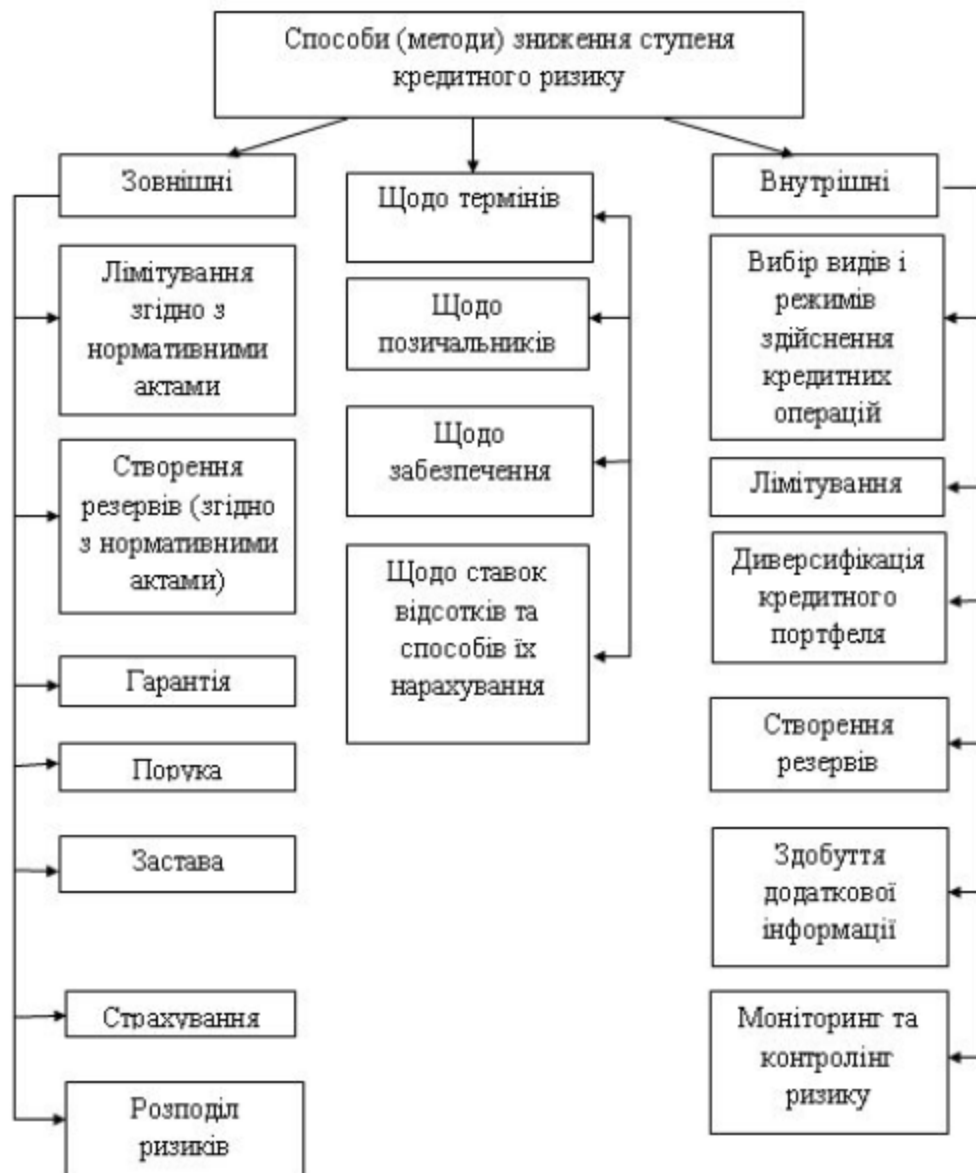 Способи (методи) зниження ступеня
кредитного ризику
Зовнішні
Лімітування
згідно з
нормативними
актами
Створення
резервів (згідно
з нормативними
актами)
Гарантія
Порука
Застава
Страхування
Розподіл
ризиків
Щодо термінів
Щодо
позичальників
Щодо
забезпечення
Щодо ставок
відсотків та
способів їх
нарахування
Внутрішні
Вибір видів і
режимів
здійснення
кредитних
операцій
Лімітування
Диверсифікація
кредитного
портфеля
Створення
резервів
Здобуття
додаткової
інформації
Моніторинг та
контролінг
ризику